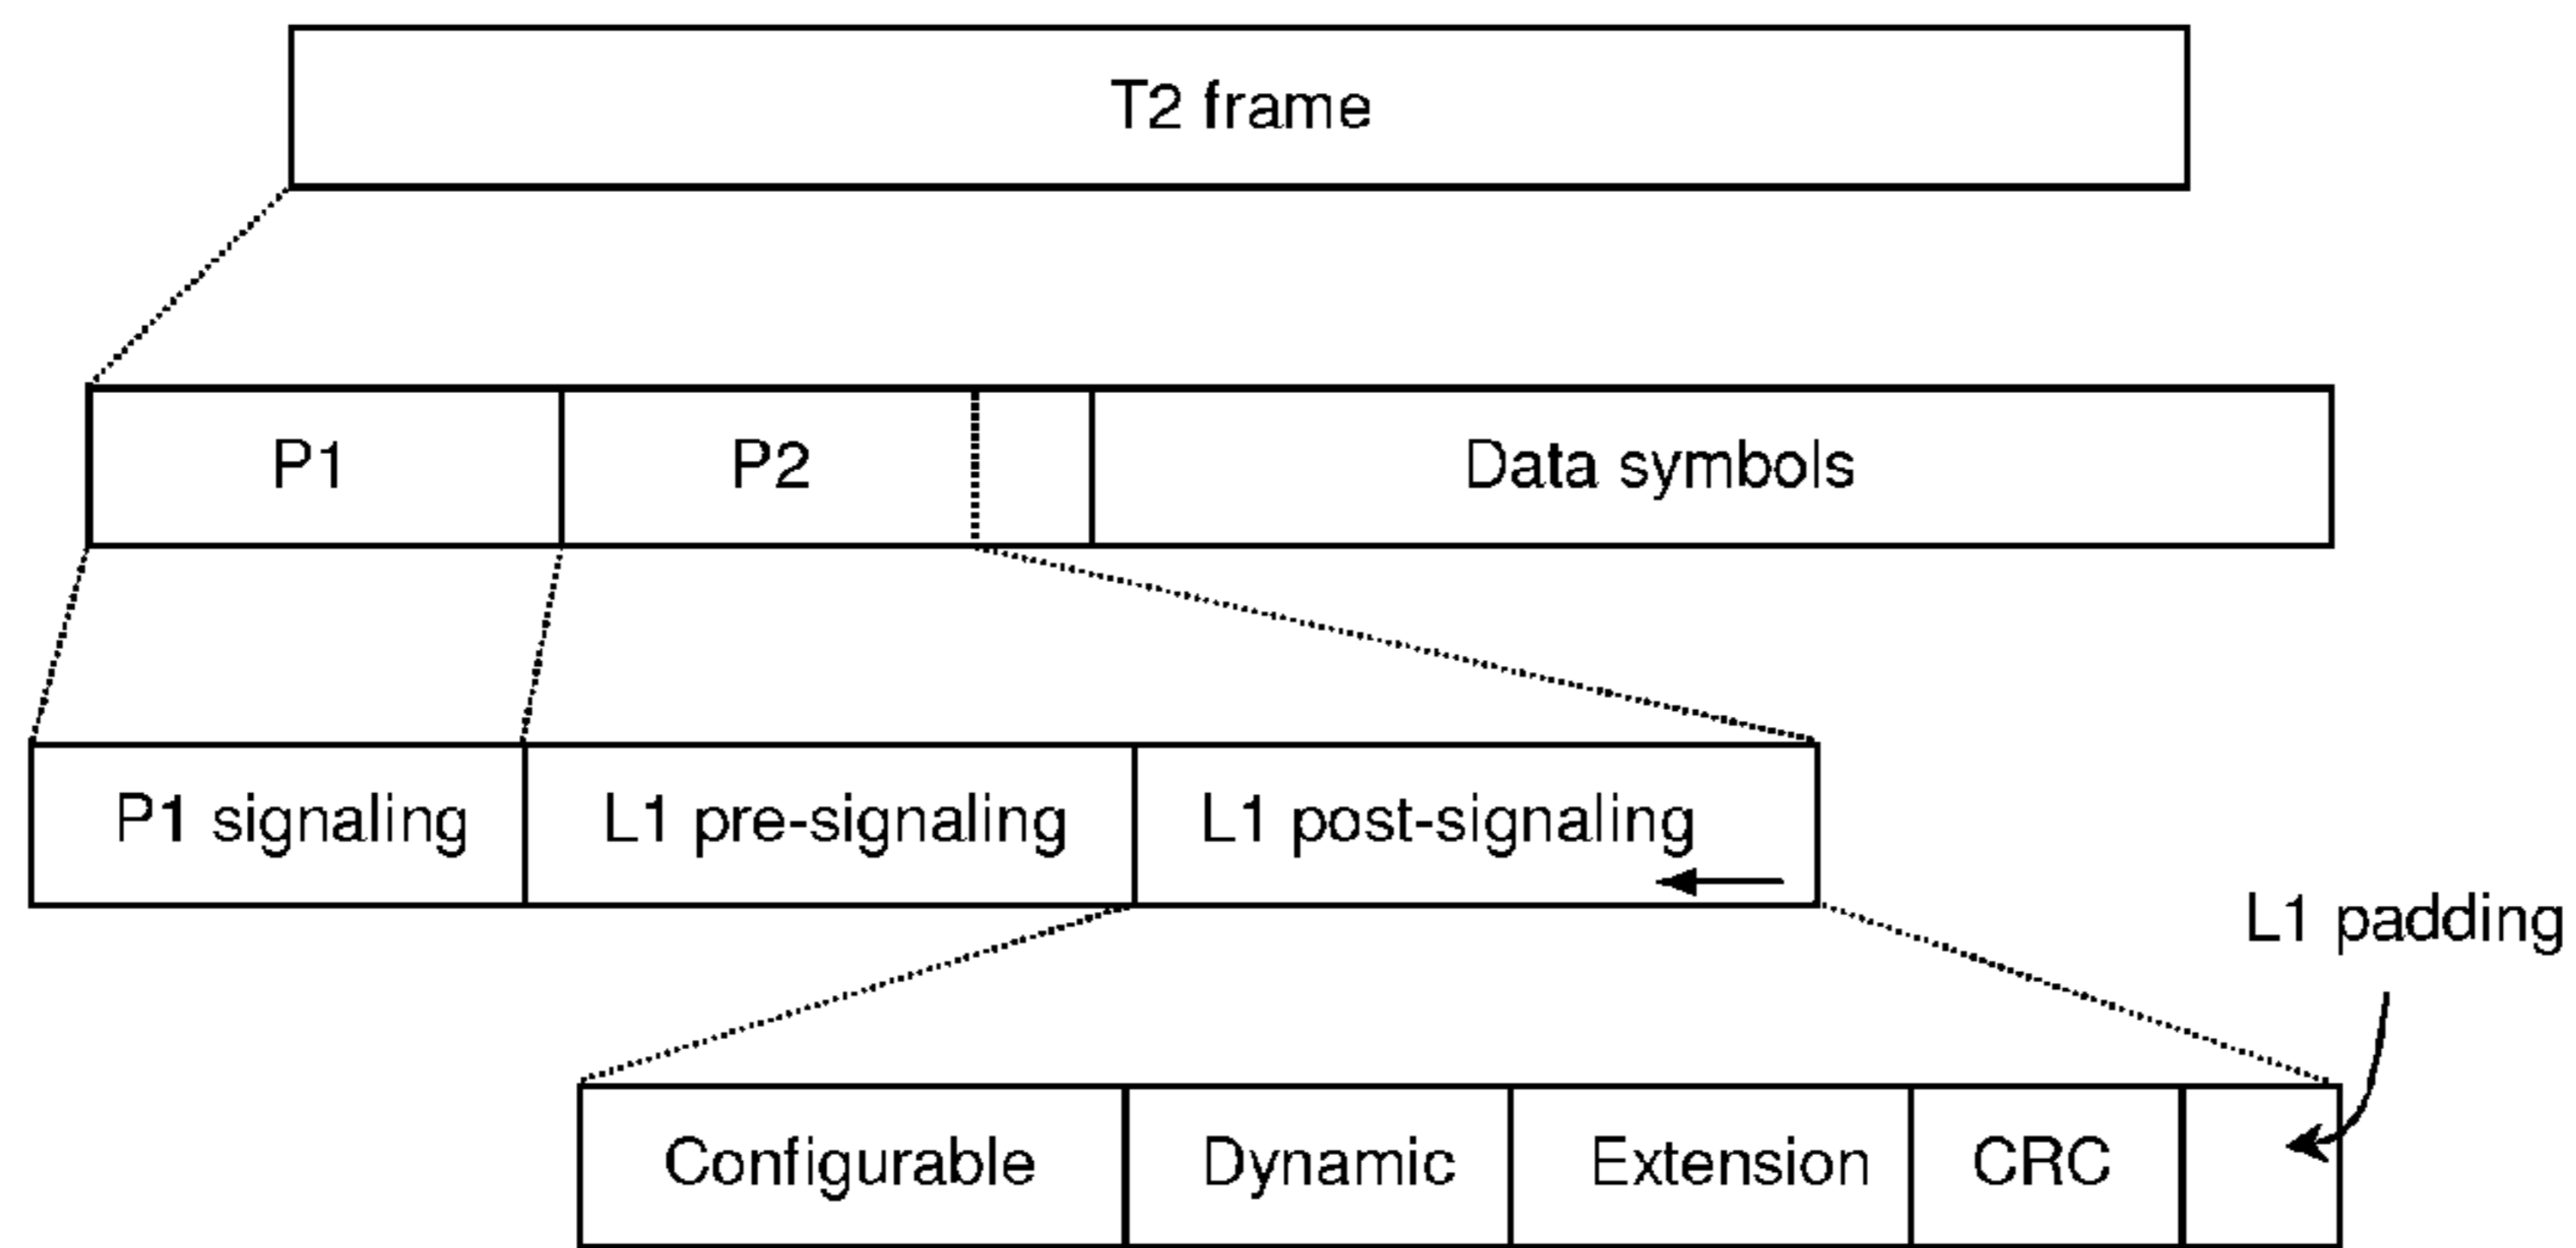 T2 frame
P1
P2
Data symbols
P1 signaling
L1 pre-signaling
L1 post-signaling
L1 padding
Configurable
Dynamic
Extension
CRC